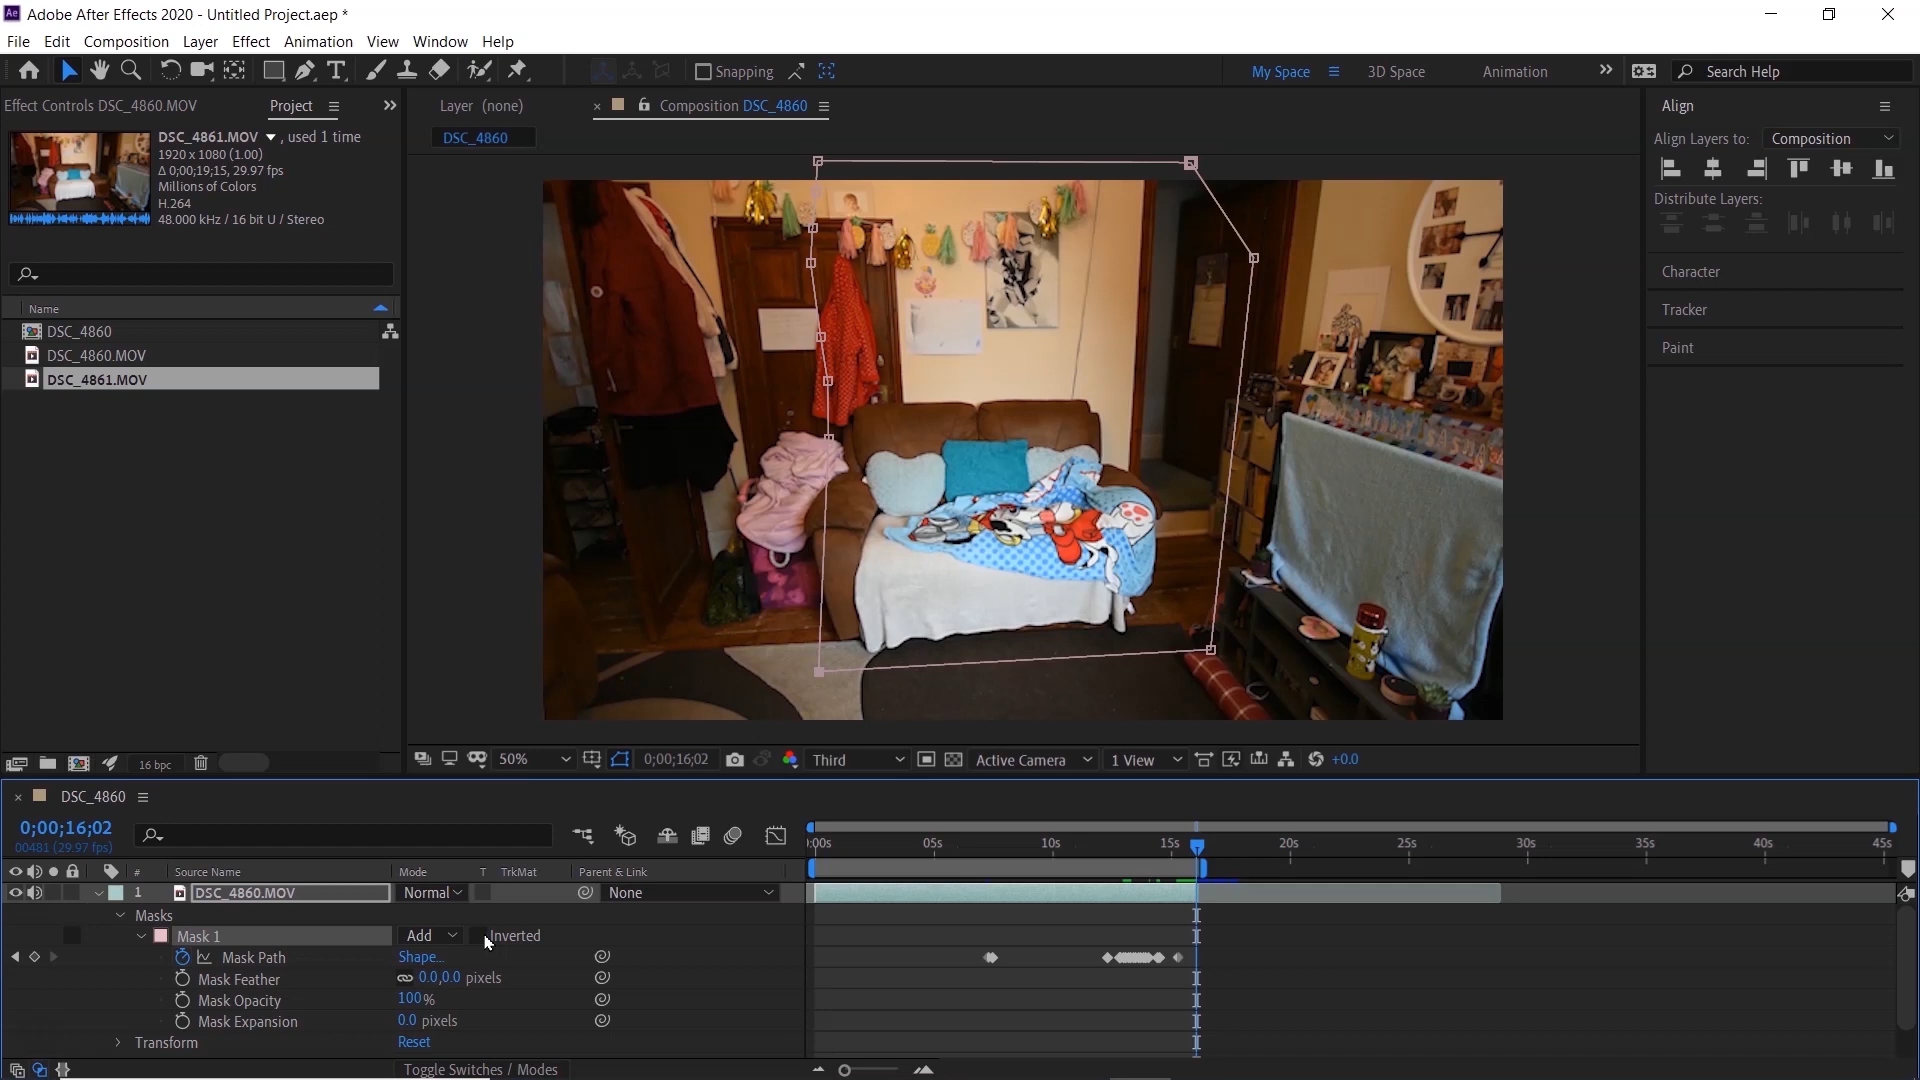 Ae Adobe After Effects 2020 - Untitled Project.aep *
File Edit Composition Layer Effect Animation View Window Help
Snapping My Space 3D Space Animation Search Help
Effect Controls DSC_4860.MOV Project Layer (none) Composition DSC_4860 Align
DSC_4861.MOV , used 1 time
1920 x 1080 (1.00)
Δ 0;00;19;15, 29.97 fps
Millions of Colors
H.264
48.000 kHz / 16 bit U / Stereo
DSC_4860
Align Layers to: Composition
Distribute Layers:
Character
Tracker
Paint
Name
DSC_4860
DSC_4860.MOV
DSC_4861.MOV
16 bpc
50% 0;00;16;02 Third Active Camera 1 View +0.0
DSC_4860
0;00;16;02
00481 (29.97 fps)
):00s 05s 10s 15s 20s 25s 30s 35s 40s 45s
# Source Name Mode T TrkMat Parent & Link
1 DSC_4860.MOV Normal None
Masks
Mask 1 Add Inverted
Mask Path Shape...
Mask Feather 0.0,0.0 pixels
Mask Opacity 100%
Mask Expansion 0.0 pixels
Transform Reset
Toggle Switches / Modes